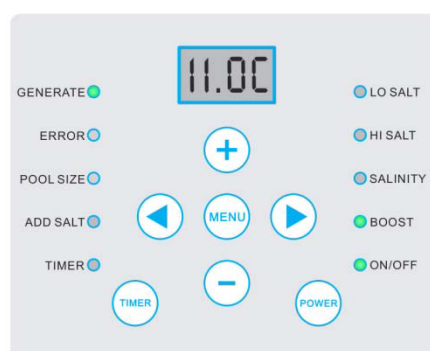 11.0C
GENERATE
LO SALT
ERROR
HI SALT
+
POOL SIZE
SALINITY
MENU
ADD SALT
BOOST
TIMER
ON/OFF
−
TIMER
POWER